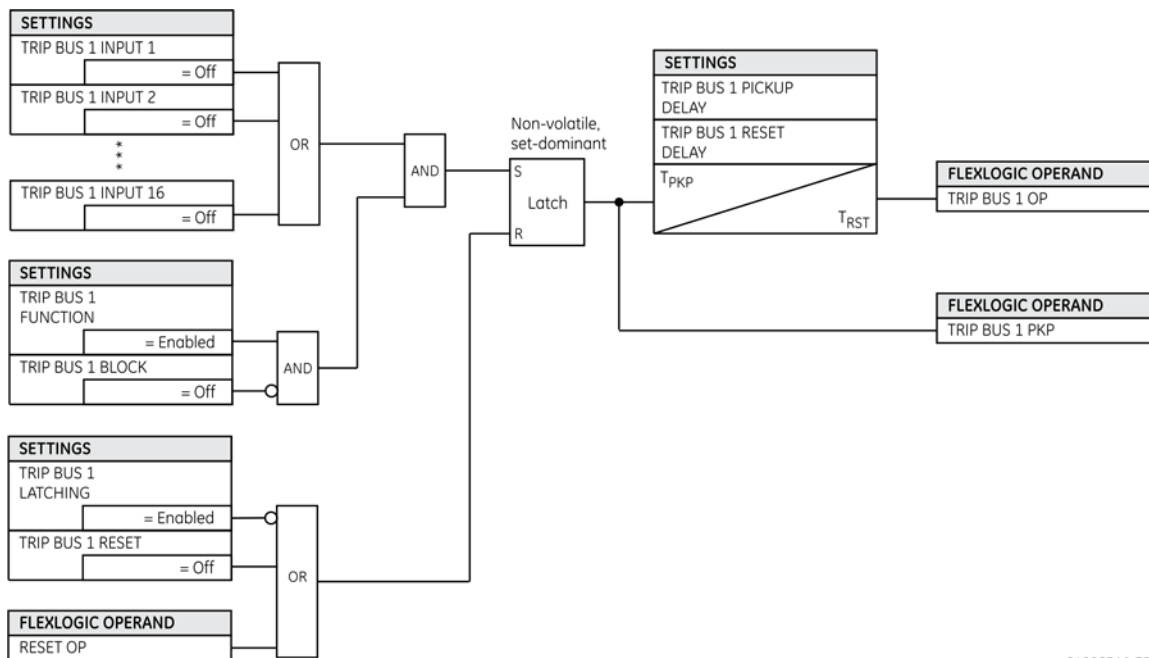 SETTINGS
TRIP BUS 1 INPUT 1
= Off
TRIP BUS 1 INPUT 2
= Off
***
TRIP BUS 1 INPUT 16
= Off
OR
SETTINGS
TRIP BUS 1
FUNCTION
= Enabled
TRIP BUS 1 BLOCK
= Off
AND
AND
SETTINGS
TRIP BUS 1
LATCHING
= Enabled
TRIP BUS 1 RESET
= Off
OR
FLEXLOGIC OPERAND
RESET OP
Non-volatile,
set-dominant
S
Latch
R
SETTINGS
TRIP BUS 1 PICKUP
DELAY
TRIP BUS 1 RESET
DELAY
TPKP
TRST
FLEXLOGIC OPERAND
TRIP BUS 1 OP
FLEXLOGIC OPERAND
TRIP BUS 1 PKP